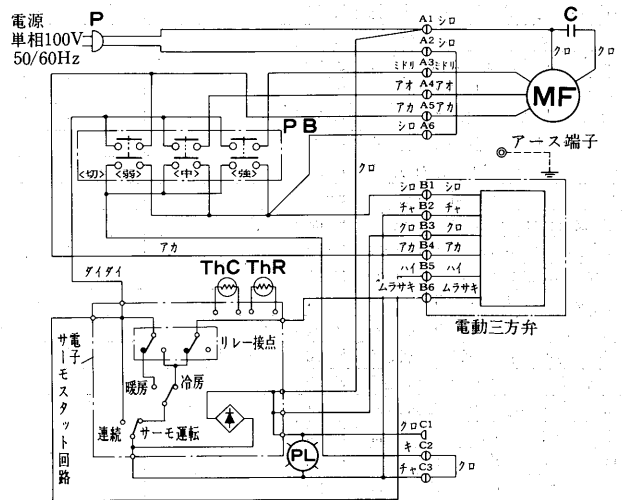 電源
単相100V
50/60Hz
P
A1 シロ
A2 シロ
ミドリ A3 ミドリ
アオ A4 アオ
アカ A5 アカ
シロ A6
C
クロ
クロ
MF
アース端子
PB
<切> <弱> <中> <強>
クロ
シロ B1 シロ
チャ B2 チャ
クロ B3 クロ
アカ B4 アカ
ハイ B5 ハイ
ムラサキ B6 ムラサキ
電動三方弁
アカ
ダイダイ
ThC ThR
リレー接点
電子
サーモスタット回路
暖房
冷房
連続
サーモ運転
PL
クロ C1
キ C2
チャ C3
クロ